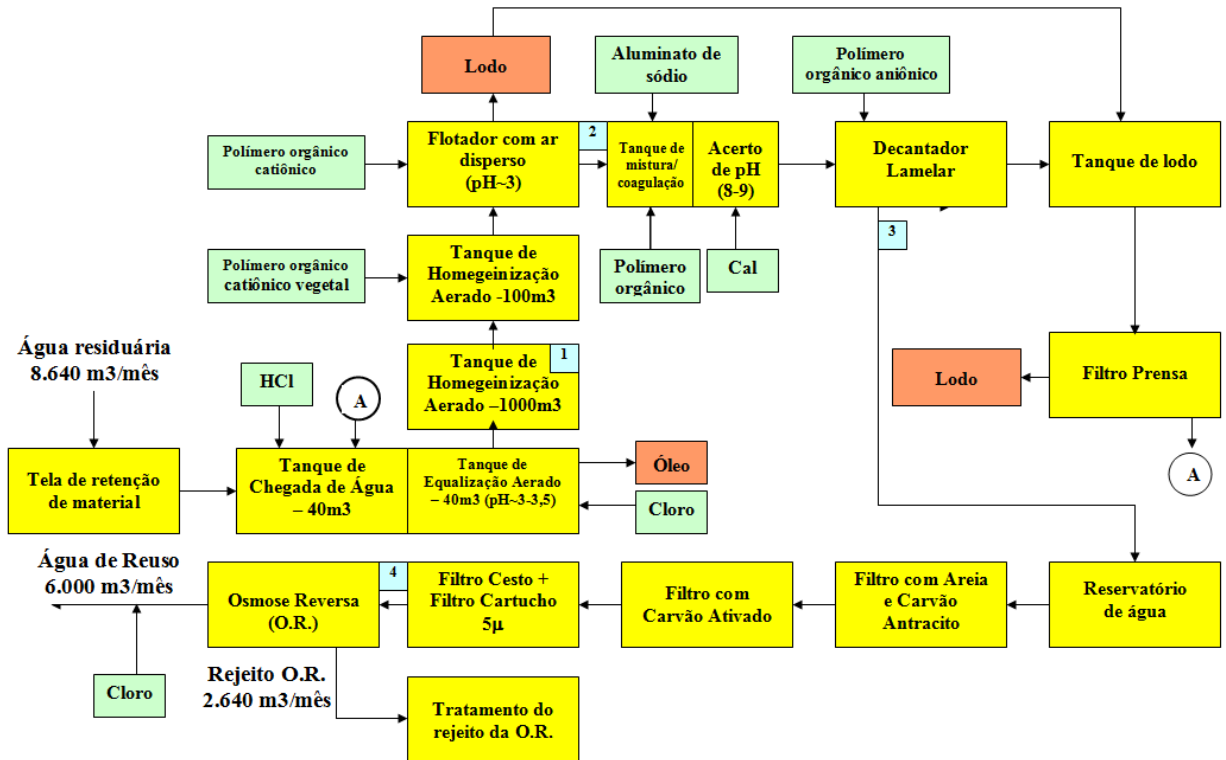 Lodo
Aluminato de
sódio
Polímero
orgânico aniônico
Polímero orgânico
catiônico
Flotador com ar
disperso
(pH~3)
2
Tanque de
mistura/
coagulação
Acerto
de pH
(8-9)
Decantador
Lamelar
Tanque de lodo
3
Polímero orgânico
catiônico vegetal
Tanque de
Homegeinização
Aerado -100m3
Polímero
orgânico
Cal
Água residuária
8.640 m3/mês
HCl
A
Tanque de
Homegeinização
Aerado –1000m3
1
Lodo
Filtro Prensa
A
Tela de retenção
de material
Tanque de
Chegada de Água
– 40m3
Tanque de
Equalização Aerado
– 40m3 (pH~3-3,5)
Óleo
Cloro
Água de Reuso
6.000 m3/mês
Osmose Reversa
(O.R.)
4
Filtro Cesto +
Filtro Cartucho
5μ
Filtro com
Carvão Ativado
Filtro com Areia
e Carvão
Antracito
Reservatório
de água
Cloro
Rejeito O.R.
2.640 m3/mês
Tratamento do
rejeito da O.R.